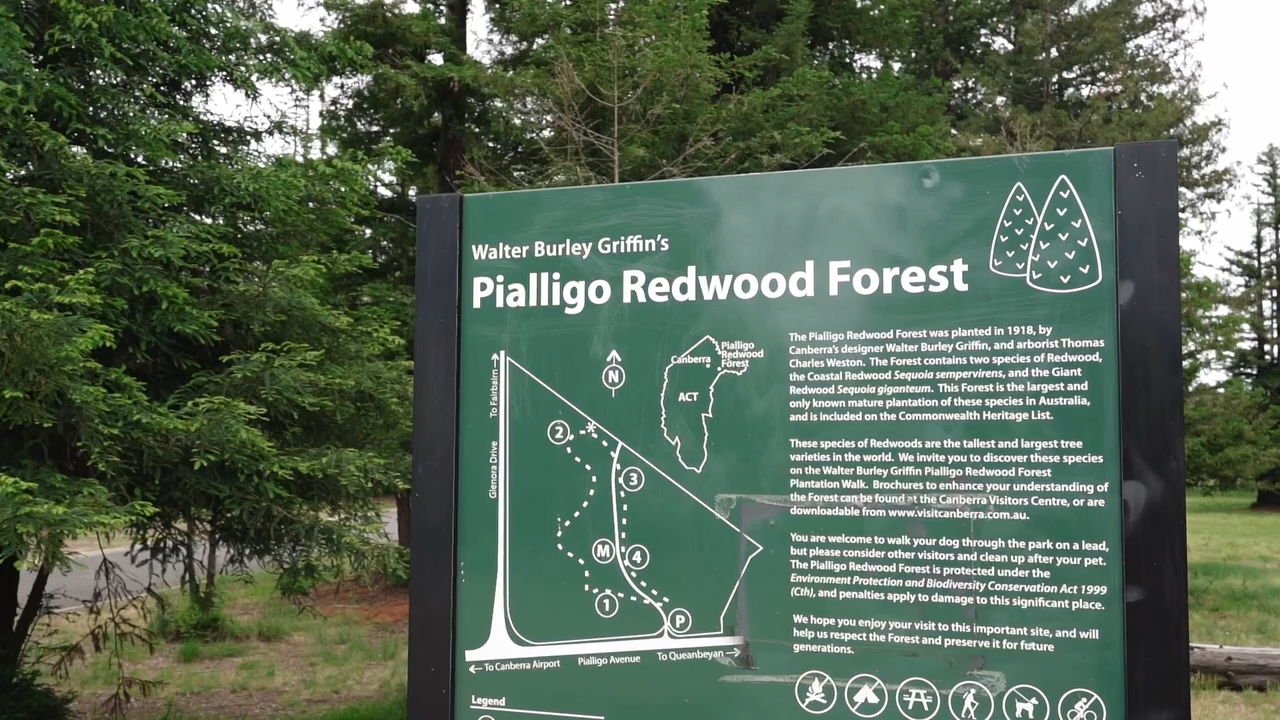 Walter Burley Griffin's
Pialligo Redwood Forest
The Pialligo Redwood Forest was planted in 1918, by
Canberra's designer Walter Burley Griffin, and arborist Thomas
Charles Weston. The Forest contains two species of Redwood,
the Coastal Redwood Sequoia sempervirens, and the Giant
Redwood Sequoia giganteum. This Forest is the largest and
only known mature plantation of these species in Australia,
and is included on the Commonwealth Heritage List.
These species of Redwoods are the tallest and largest tree
varieties in the world. We invite you to discover these species
on the Walter Burley Griffin Pialligo Redwood Forest
Plantation Walk. Brochures to enhance your understanding of
the Forest can be found at the Canberra Visitors Centre, or are
downloadable from www.visitcanberra.com.au.
You are welcome to walk your dog through the park on a lead,
but please consider other visitors and clean up after your pet.
The Pialligo Redwood Forest is protected under the
Environment Protection and Biodiversity Conservation Act 1999
(Cth), and penalties apply to damage to this significant place.
We hope you enjoy your visit to this important site, and will
help us respect the Forest and preserve it for future
generations.
N
Canberra
Pialligo
Redwood
Forest
ACT
To Fairbairn
Glenora Drive
2
3
M
4
1
P
To Canberra Airport
Pialligo Avenue
To Queanbeyan
Legend